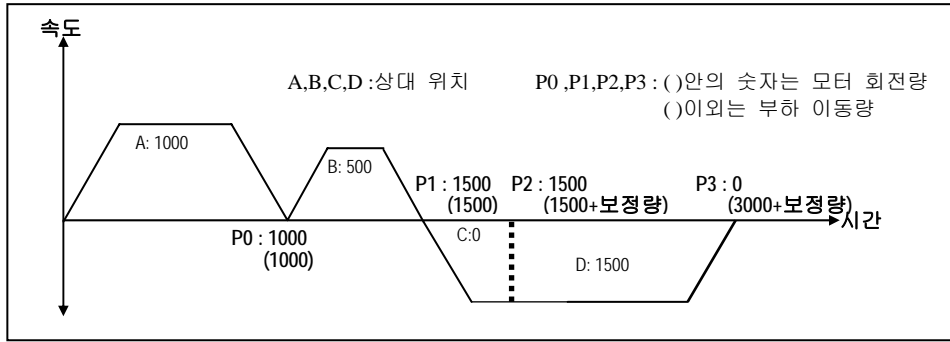 속도
A,B,C,D :상대 위치
P0 ,P1,P2,P3 : ( )안의 숫자는 모터 회전량
( )이외는 부하 이동량
A: 1000
B: 500
P1 : 1500
(1500)
P2 : 1500
(1500+보정량)
P3 : 0
(3000+보정량)
시간
P0 : 1000
(1000)
C:0
D: 1500